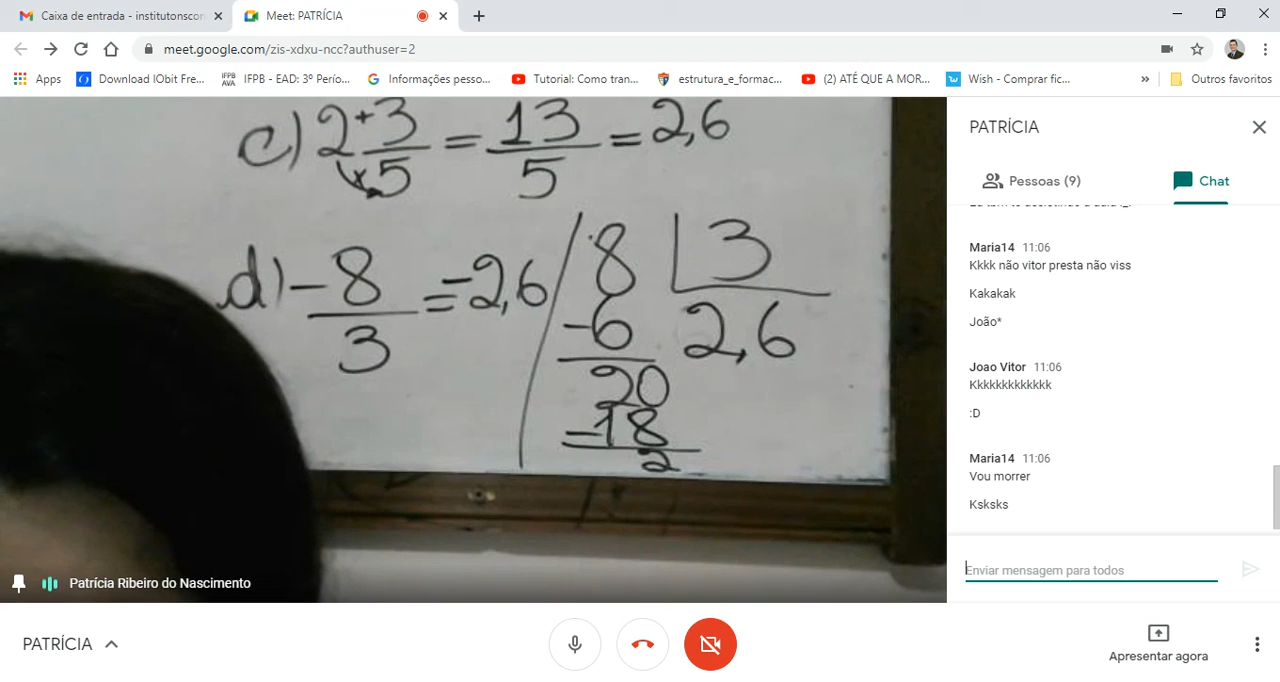 Caixa de entrada - institutonscon
Meet: PATRÍCIA
meet.google.com/zis-xdxu-ncc?authuser=2
Apps
Download IObit Fre...
IFPB AVA
IFPB - EAD: 3º Perío...
Informações pesso...
Tutorial: Como tran...
estrutura_e_formac...
(2) ATÉ QUE A MOR...
Wish - Comprar fic...
»
Outros favoritos
c) 2 + 3/5 = 13/5 = 2,6
x
d) -8/3 = -2,6
8 | 3
-6 2,6
20
-18
2
Patrícia Ribeiro do Nascimento
PATRÍCIA
Pessoas (9)
Chat
Maria14 11:06
Kkkk não vitor presta não viss
Kakakak
João*
Joao Vitor 11:06
Kkkkkkkkkkkkk
:D
Maria14 11:06
Vou morrer
Ksksks
Enviar mensagem para todos
PATRÍCIA
Apresentar agora